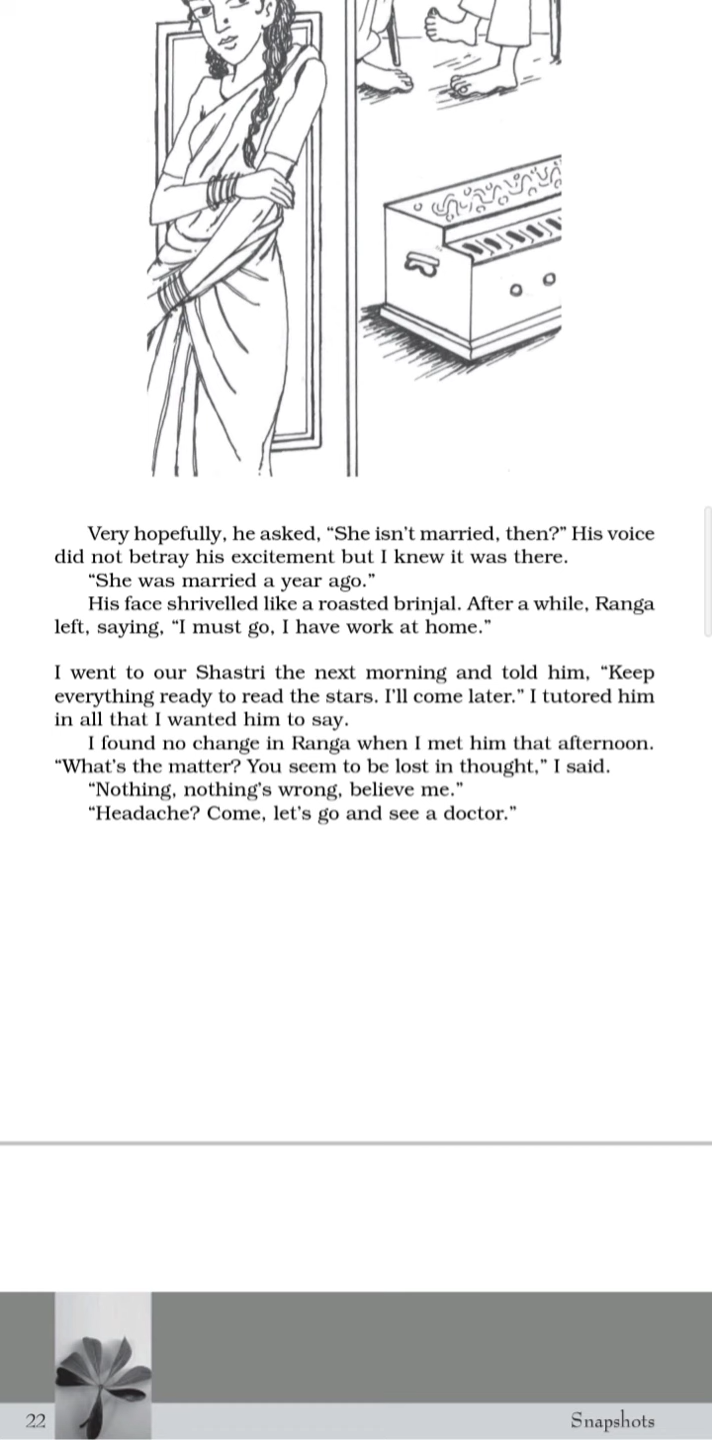 Very hopefully, he asked, “She isn’t married, then?” His voice
did not betray his excitement but I knew it was there.
“She was married a year ago.”
His face shrivelled like a roasted brinjal. After a while, Ranga
left, saying, “I must go, I have work at home.”
I went to our Shastri the next morning and told him, “Keep
everything ready to read the stars. I’ll come later.” I tutored him
in all that I wanted him to say.
I found no change in Ranga when I met him that afternoon.
“What’s the matter? You seem to be lost in thought,” I said.
“Nothing, nothing’s wrong, believe me.”
“Headache? Come, let’s go and see a doctor.”
22
Snapshots